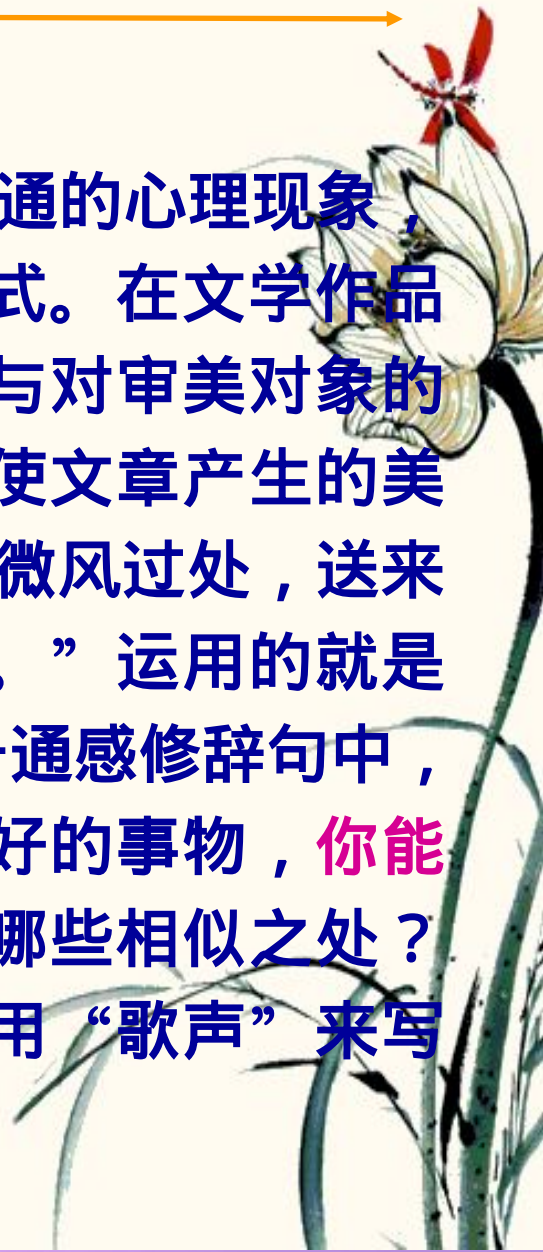 通的心理现象，
式。在文学作品
与对审美对象的
使文章产生的美
微风过处，送来
。”运用的就是
通感修辞句中，
好的事物，你能
哪些相似之处？
用“歌声”来写